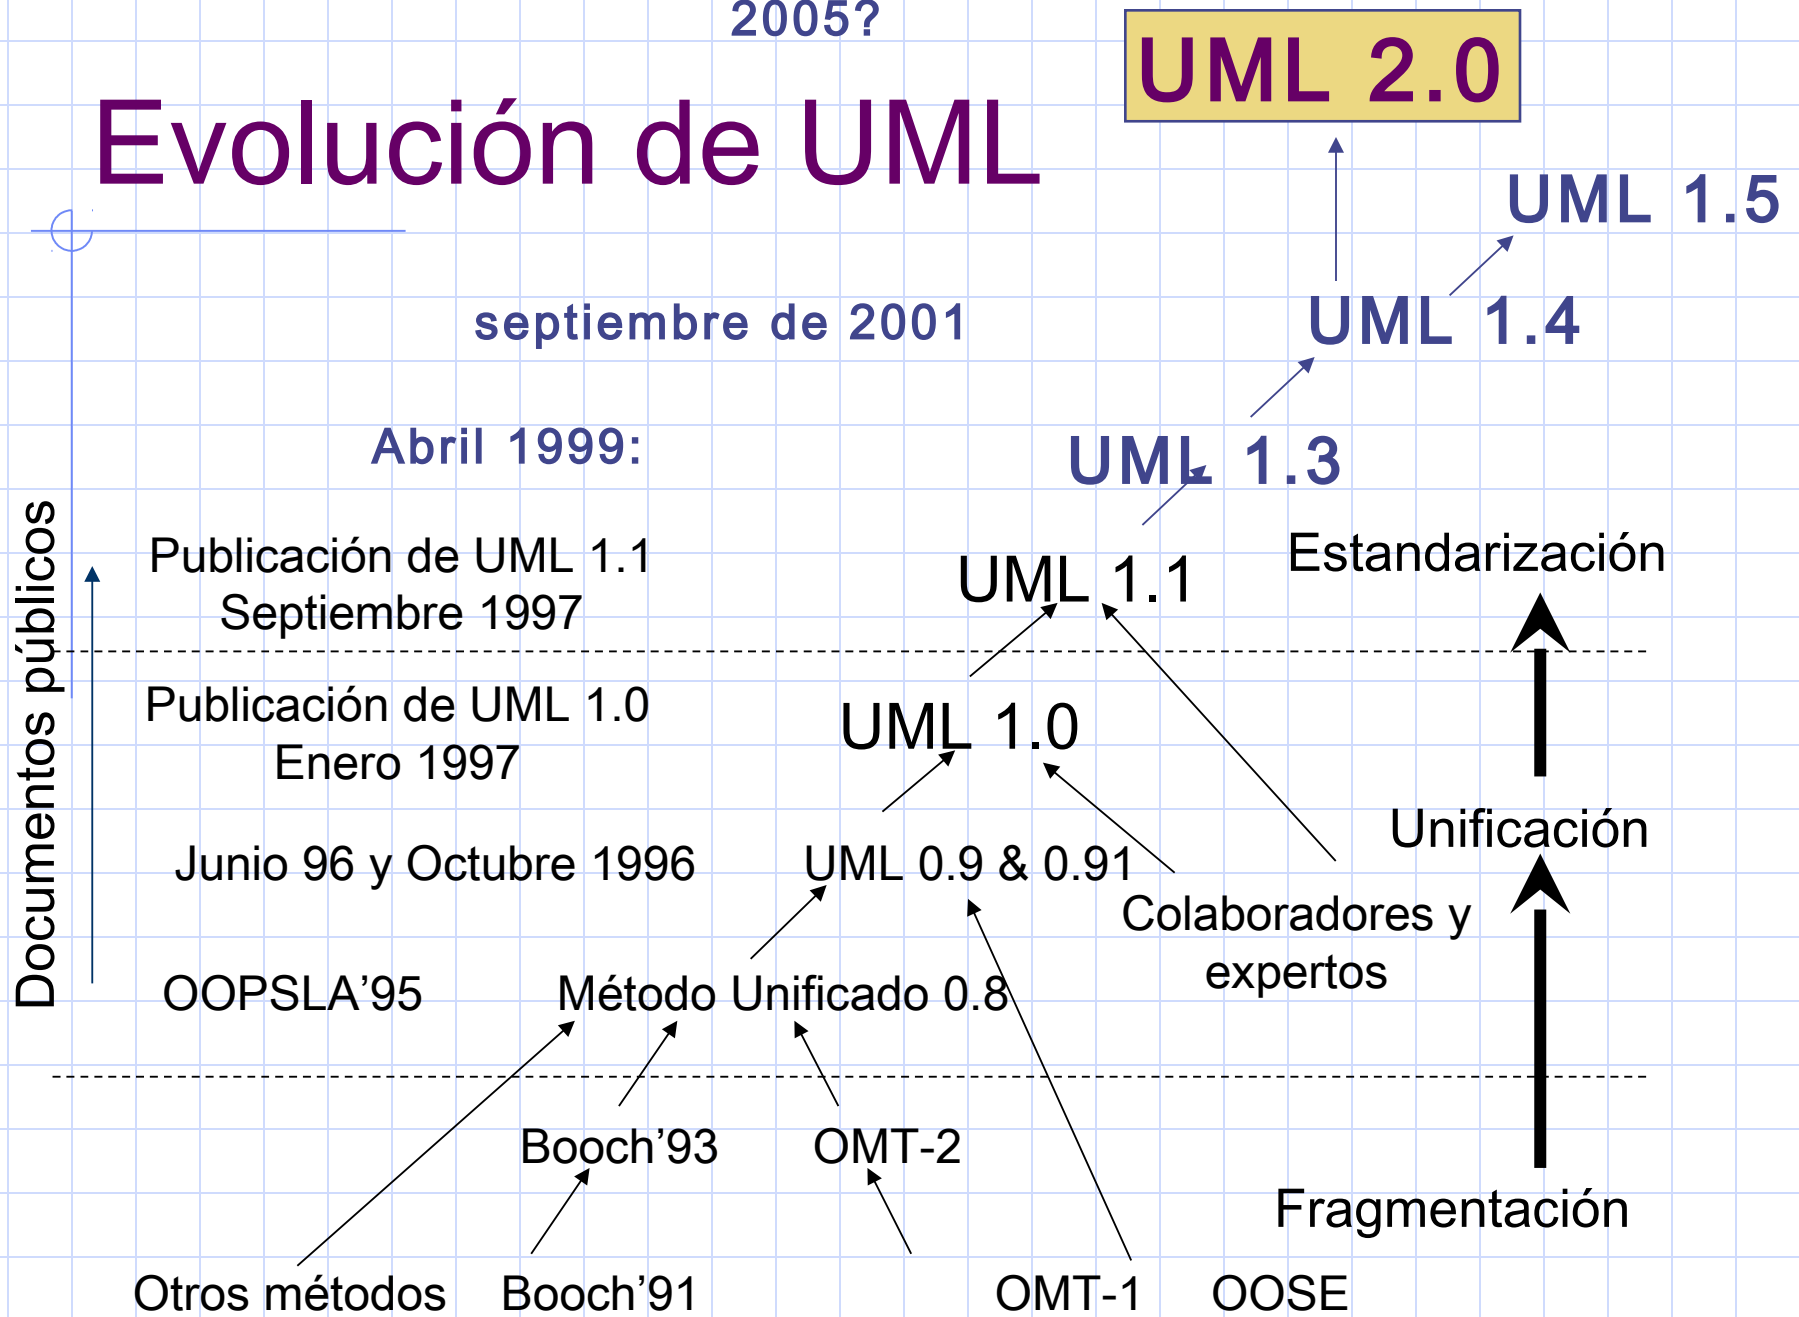 2005?
UML 2.0
Evolución de UML
UML 1.5
septiembre de 2001
UML 1.4
Abril 1999:
UML 1.3
Documentos públicos
Publicación de UML 1.1
Septiembre 1997
UML 1.1
Estandarización
Publicación de UML 1.0
Enero 1997
UML 1.0
Unificación
Junio 96 y Octubre 1996
UML 0.9 & 0.91
Colaboradores y
expertos
OOPSLA’95
Método Unificado 0.8
Booch’93
OMT-2
Fragmentación
Otros métodos
Booch’91
OMT-1
OOSE